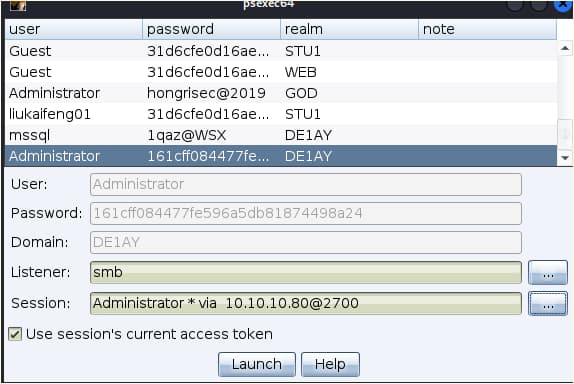 psexec64
user password realm note
Guest 31d6cfe0d16ae... STU1
Guest 31d6cfe0d16ae... WEB
Administrator hongrisec@2019 GOD
liukaifeng01 31d6cfe0d16ae... STU1
mssql 1qaz@WSX DE1AY
Administrator 161cff084477fe... DE1AY
User: Administrator
Password: 161cff084477fe596a5db81874498a24
Domain: DE1AY
Listener: smb ...
Session: Administrator * via 10.10.10.80@2700 ...
Use session's current access token
Launch Help